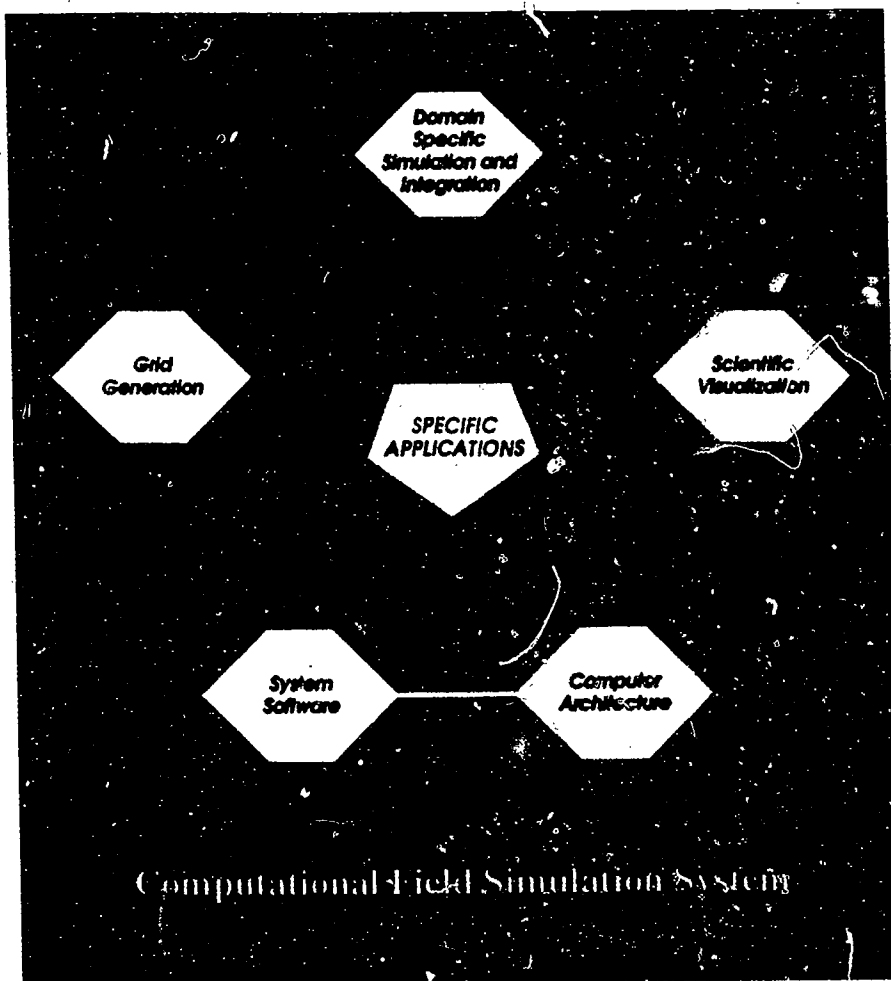 Domain
Specific
Simulation and
Integration
Grid
Generation
Scientific
Visualization
SPECIFIC
APPLICATIONS
System
Software
Computer
Architecture
Computational Field Simulation System